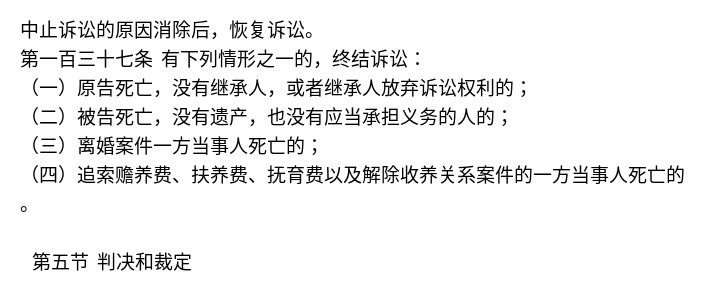 中止诉讼的原因消除后，恢复诉讼。
第一百三十七条 有下列情形之一的，终结诉讼：
（一）原告死亡，没有继承人，或者继承人放弃诉讼权利的；
（二）被告死亡，没有遗产，也没有应当承担义务的人的；
（三）离婚案件一方当事人死亡的；
（四）追索赡养费、扶养费、抚育费以及解除收养关系案件的一方当事人死亡的
。
第五节 判决和裁定